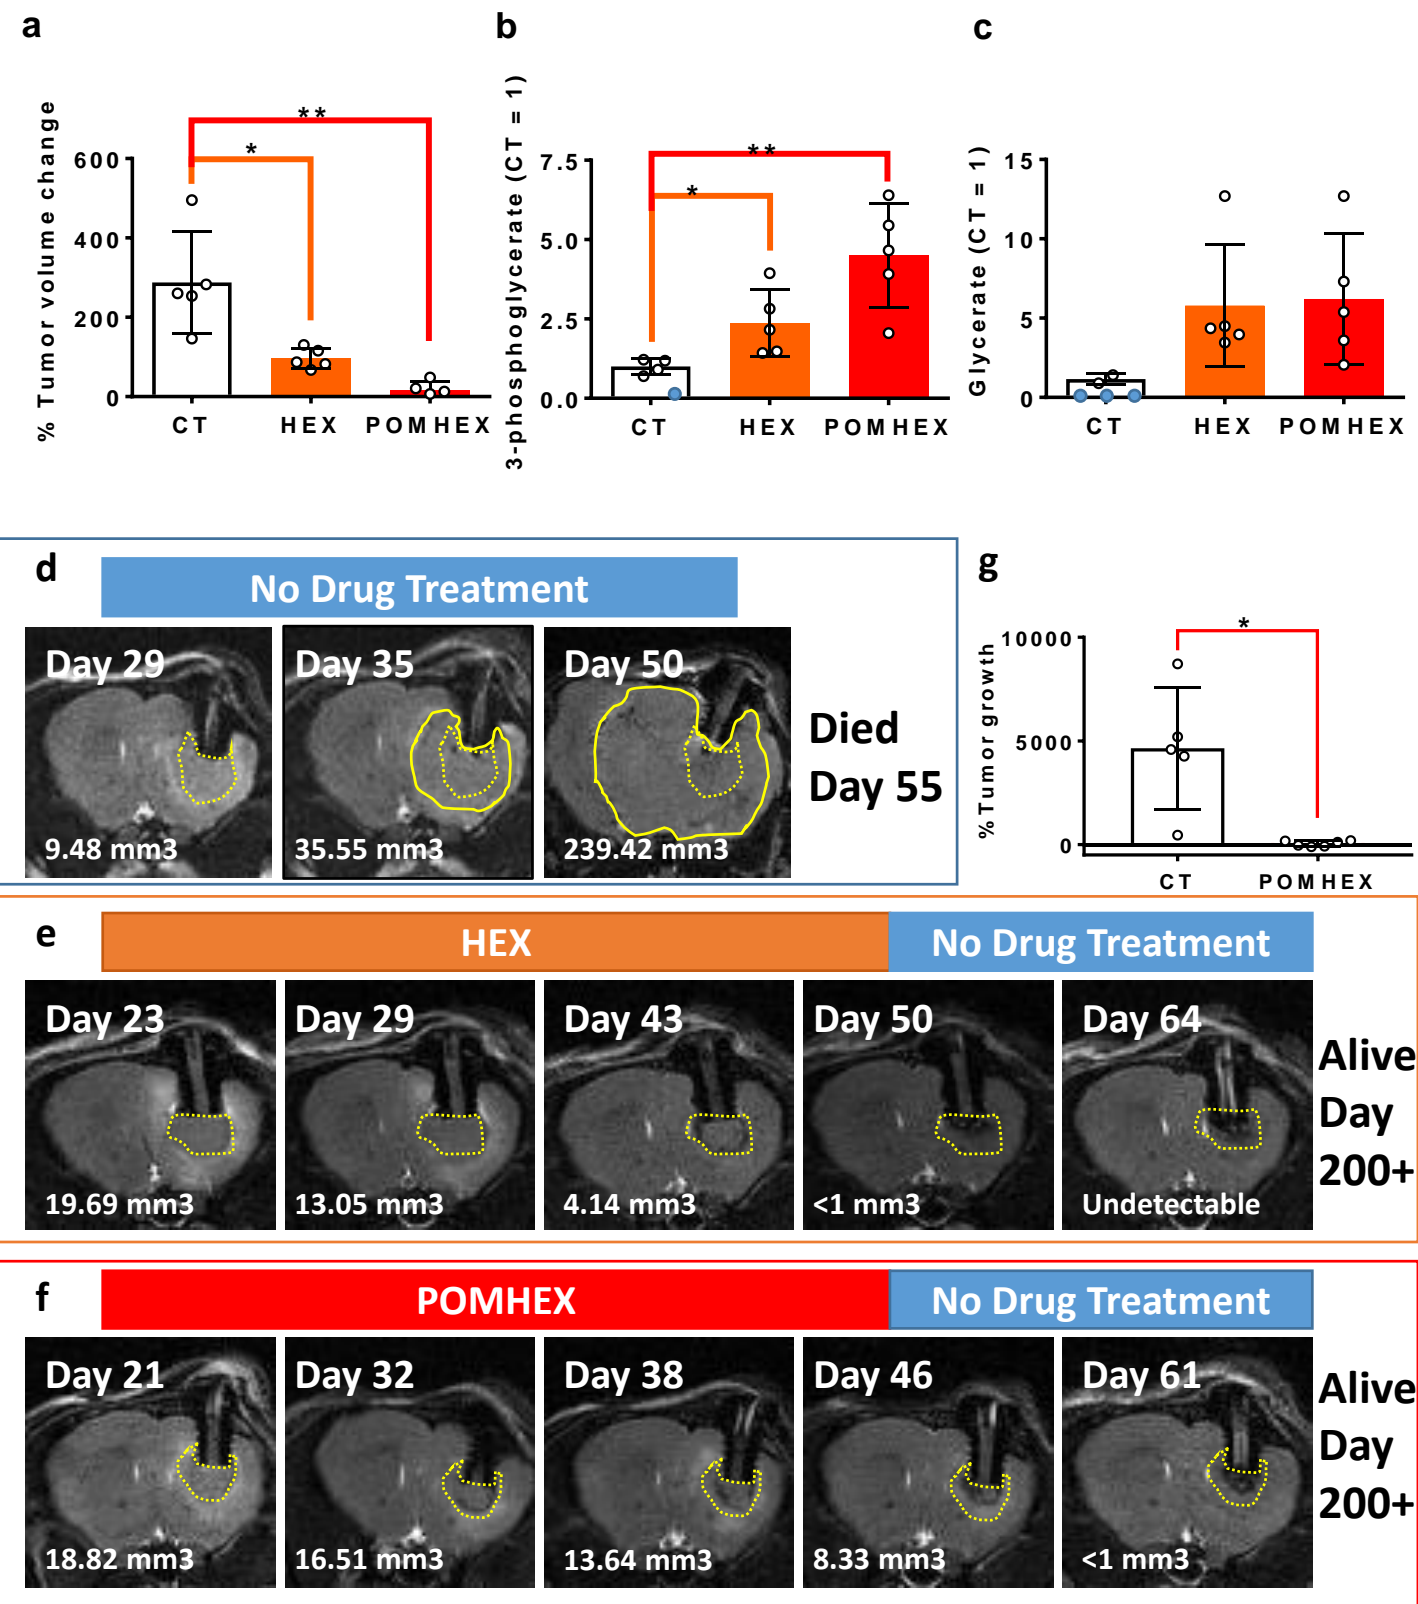 a
% Tumor volume change
600
400
200
0
*
**
CT HEX POMHEX
b
3-phosphoglycerate (CT = 1)
7.5
5.0
2.5
0.0
*
**
CT HEX POMHEX
c
Glycerate (CT = 1)
15
10
5
0
CT HEX POMHEX
d
No Drug Treatment
Day 29
9.48 mm3
Day 35
35.55 mm3
Day 50
239.42 mm3
Died
Day 55
g
% Tumor growth
10000
5000
0
*
CT POMHEX
e
HEX
No Drug Treatment
Day 23
19.69 mm3
Day 29
13.05 mm3
Day 43
4.14 mm3
Day 50
<1 mm3
Day 64
Undetectable
Alive
Day
200+
f
POMHEX
No Drug Treatment
Day 21
18.82 mm3
Day 32
16.51 mm3
Day 38
13.64 mm3
Day 46
8.33 mm3
Day 61
<1 mm3
Alive
Day
200+